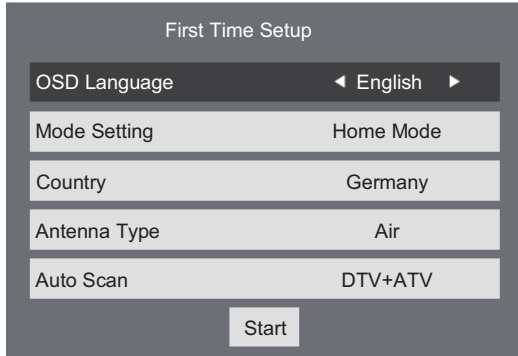 First Time Setup
OSD Language English
Mode Setting Home Mode
Country Germany
Antenna Type Air
Auto Scan DTV+ATV
Start